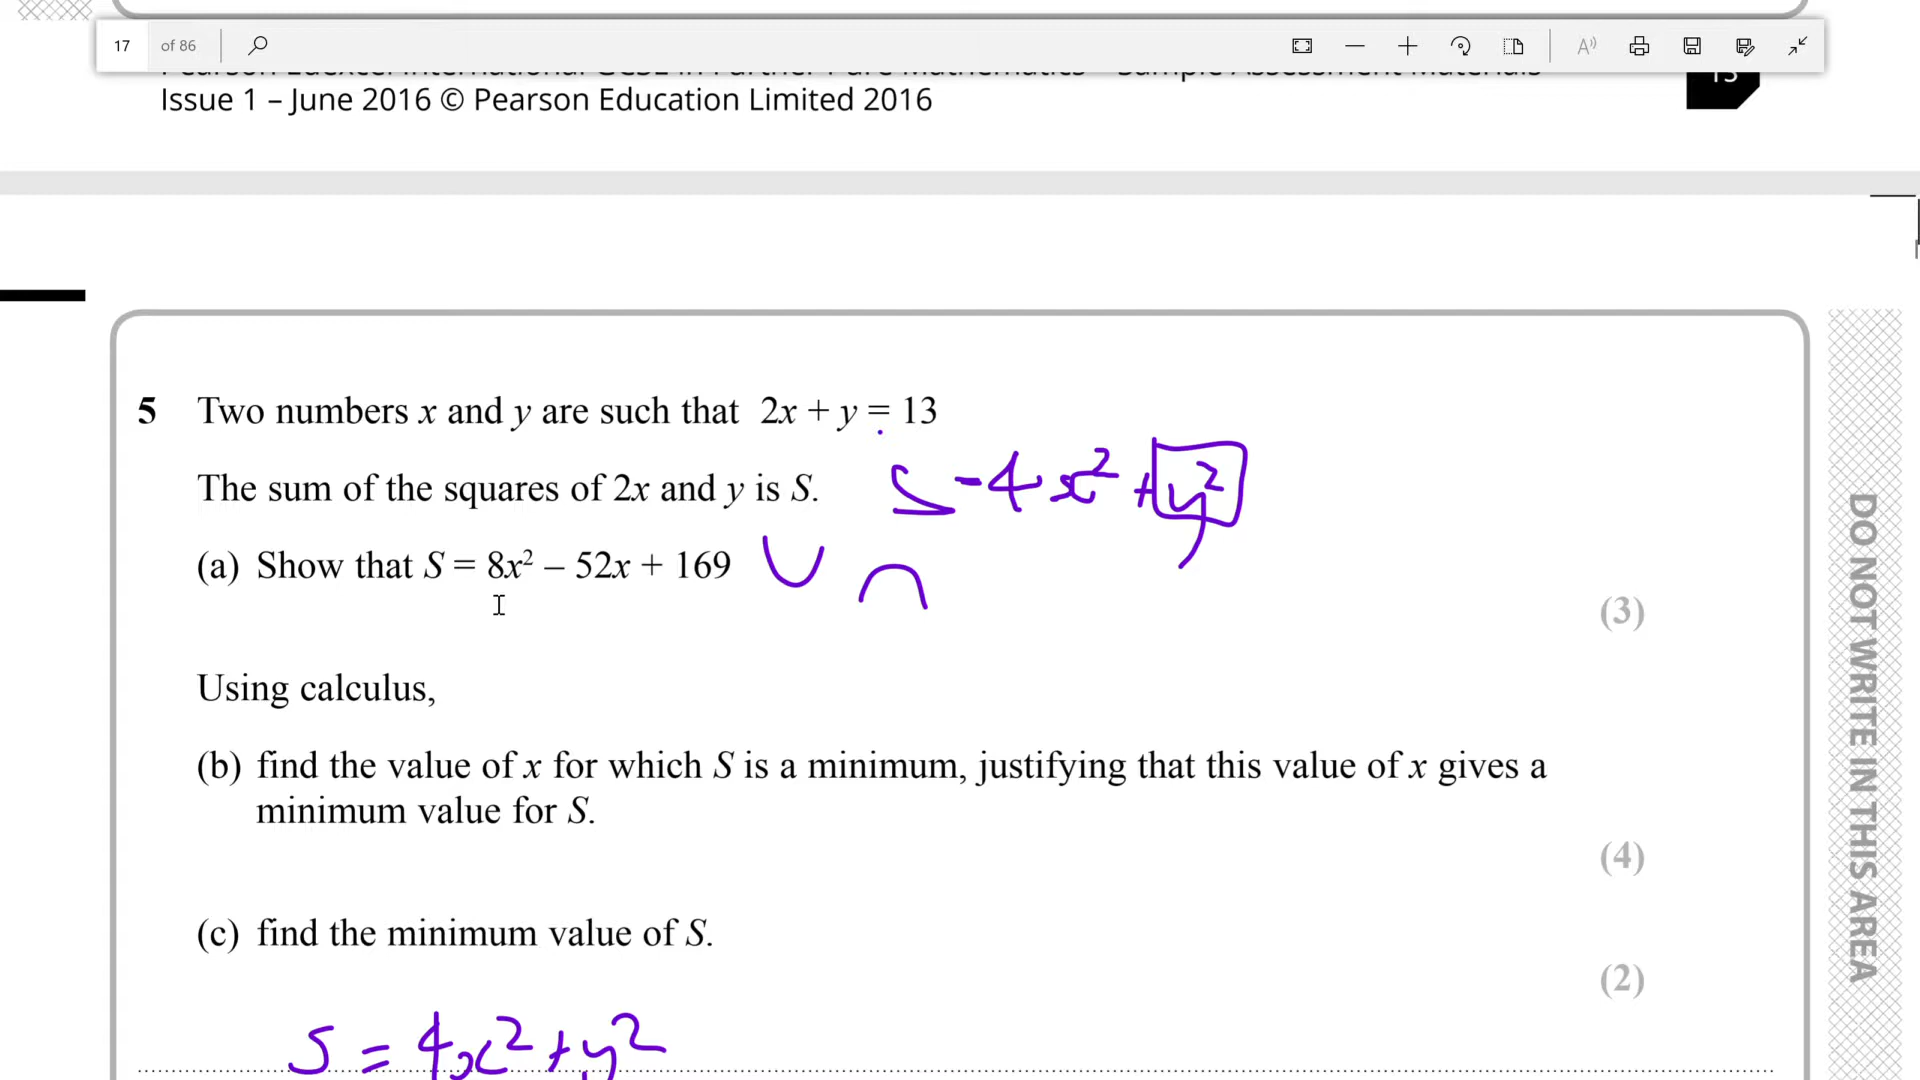 17 of 86
Issue 1 – June 2016 © Pearson Education Limited 2016
5 Two numbers x and y are such that 2x + y = 13
The sum of the squares of 2x and y is S.
S = 4x² + y²
(a) Show that S = 8x² – 52x + 169
(3)
Using calculus,
(b) find the value of x for which S is a minimum, justifying that this value of x gives a
minimum value for S.
(4)
(c) find the minimum value of S.
(2)
S = 4x² + y²
DO NOT WRITE IN THIS AREA